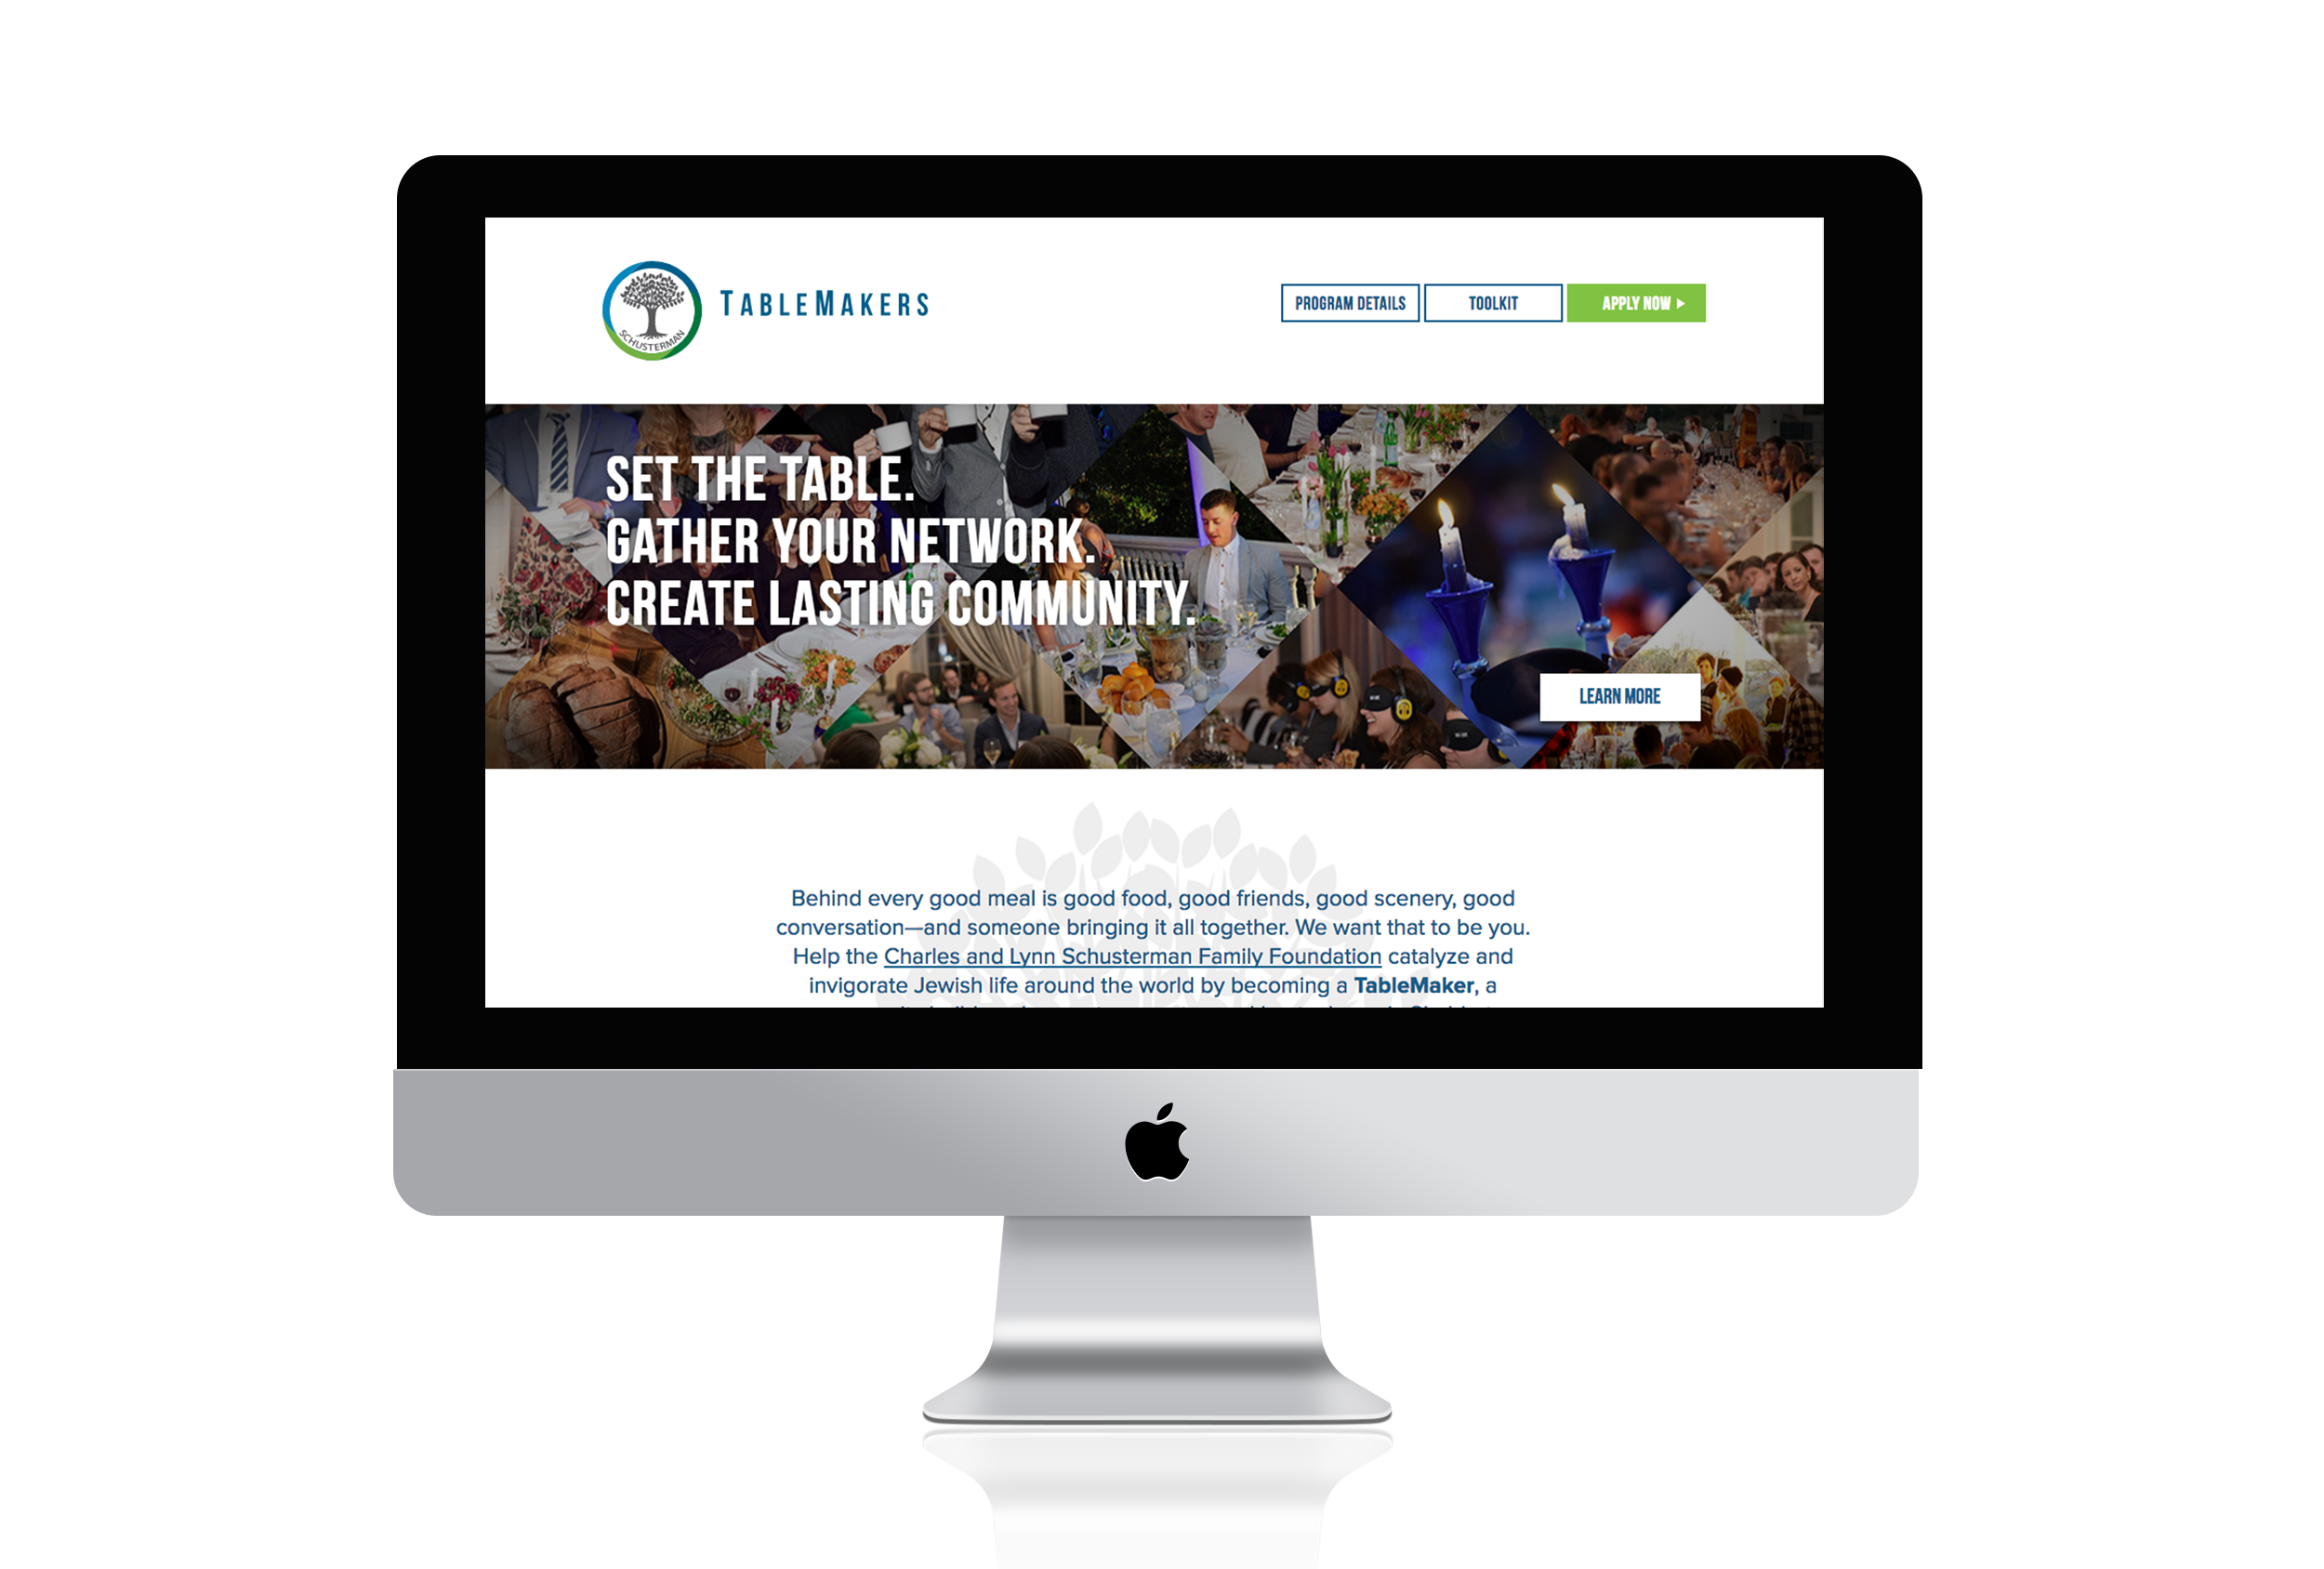 SCHUSTERMAN
TABLEMAKERS
PROGRAM DETAILS
TOOLKIT
APPLY NOW
SET THE TABLE.
GATHER YOUR NETWORK.
CREATE LASTING COMMUNITY.
LEARN MORE
Behind every good meal is good food, good friends, good scenery, good
conversation—and someone bringing it all together. We want that to be you.
Help the Charles and Lynn Schusterman Family Foundation catalyze and
invigorate Jewish life around the world by becoming a TableMaker, a